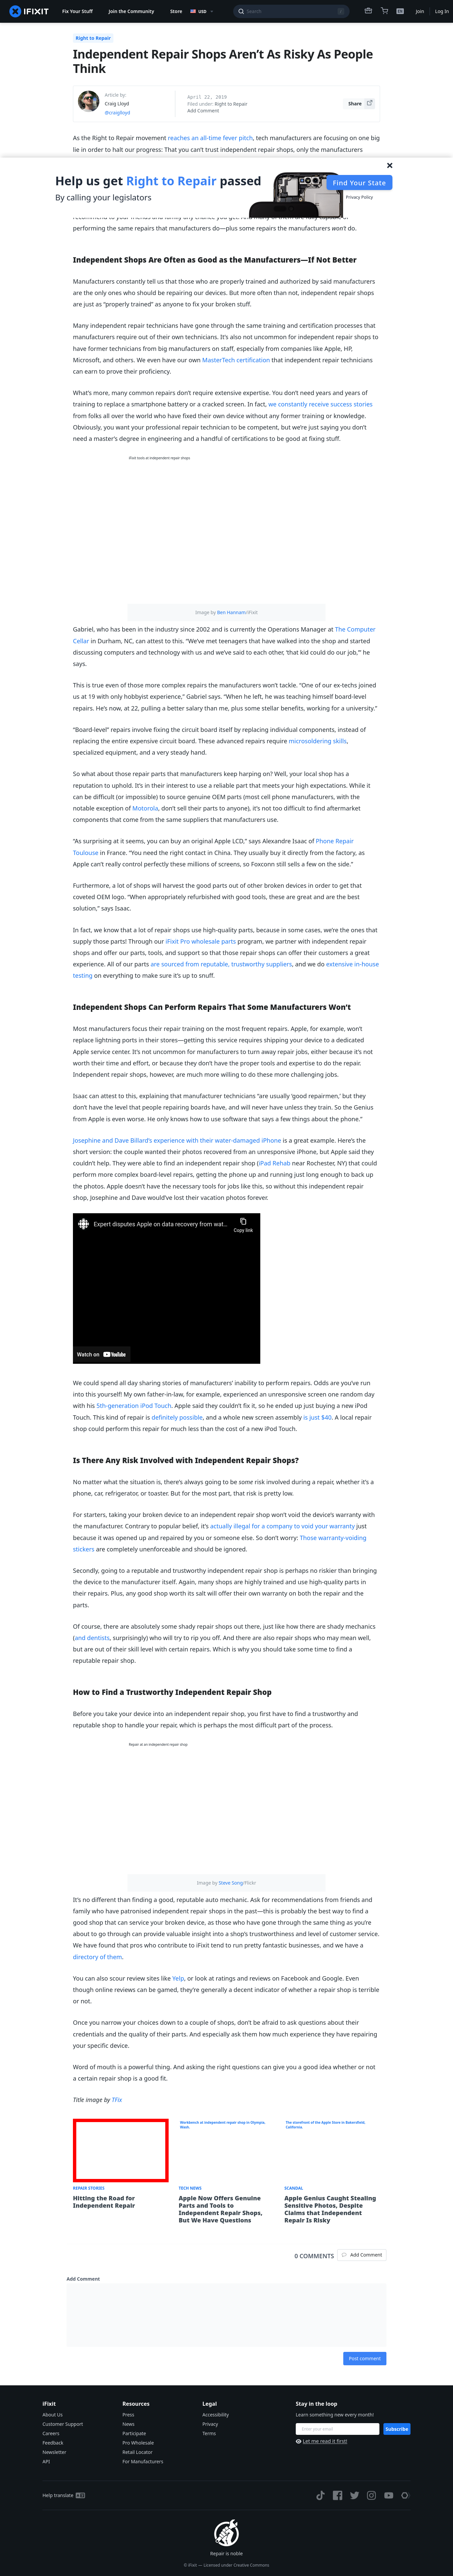 IFIXIT
Fix Your Stuff
Join the Community
Store
USD
Search
/
Join
Log In
Right to Repair
Independent Repair Shops Aren’t As Risky As People
Think
Article by:
Craig Lloyd
@craiglloyd
April 22, 2019
Filed under: Right to Repair
Add Comment
Share
As the Right to Repair movement reaches an all-time fever pitch, tech manufacturers are focusing on one big
lie in order to halt our progress: That you can’t trust independent repair shops, only the manufacturers
Help us get Right to Repair passed
By calling your legislators
Find Your State
Privacy Policy
performing the same repairs that manufacturers do—plus some repairs the manufacturers won’t do.
Independent Shops Are Often as Good as the Manufacturers—If Not Better
Manufacturers constantly tell us that those who are properly trained and authorized by said manufacturers
are the only ones who should be repairing our devices. But more often than not, independent repair shops
are just as “properly trained” as anyone to fix your broken stuff.
Many independent repair technicians have gone through the same training and certification processes that
manufacturers require out of their own technicians. It’s also not uncommon for independent repair shops to
have former technicians from big manufacturers on staff, especially from companies like Apple, HP,
Microsoft, and others. We even have our own MasterTech certification that independent repair technicians
can earn to prove their proficiency.
What’s more, many common repairs don’t require extensive expertise. You don’t need years and years of
training to replace a smartphone battery or a cracked screen. In fact, we constantly receive success stories
from folks all over the world who have fixed their own device without any former training or knowledge.
Obviously, you want your professional repair technician to be competent, but we’re just saying you don’t
need a master’s degree in engineering and a handful of certifications to be good at fixing stuff.
iFixit tools at independent repair shops
Image by Ben Hannam/iFixit
Gabriel, who has been in the industry since 2002 and is currently the Operations Manager at The Computer
Cellar in Durham, NC, can attest to this. “We’ve met teenagers that have walked into the shop and started
discussing computers and technology with us and we’ve said to each other, ‘that kid could do our job,’” he
says.
This is true even of those more complex repairs the manufacturers won’t tackle. “One of our ex-techs joined
us at 19 with only hobbyist experience,” Gabriel says. “When he left, he was teaching himself board-level
repairs. He’s now, at 22, pulling a better salary than me, plus some stellar benefits, working for a university.”
“Board-level” repairs involve fixing the circuit board itself by replacing individual components, instead of
replacing the entire expensive circuit board. These advanced repairs require microsoldering skills,
specialized equipment, and a very steady hand.
So what about those repair parts that manufacturers keep harping on? Well, your local shop has a
reputation to uphold. It’s in their interest to use a reliable part that meets your high expectations. While it
can be difficult (or impossible) to source genuine OEM parts (most cell phone manufacturers, with the
notable exception of Motorola, don’t sell their parts to anyone), it’s not too difficult to find aftermarket
components that come from the same suppliers that manufacturers use.
“As surprising at it seems, you can buy an original Apple LCD,” says Alexandre Isaac of Phone Repair
Toulouse in France. “You need the right contact in China. They usually buy it directly from the factory, as
Apple can’t really control perfectly these millions of screens, so Foxconn still sells a few on the side.”
Furthermore, a lot of shops will harvest the good parts out of other broken devices in order to get that
coveted OEM logo. “When appropriately refurbished with good tools, these are great and are the best
solution,” says Isaac.
In fact, we know that a lot of repair shops use high-quality parts, because in some cases, we’re the ones that
supply those parts! Through our iFixit Pro wholesale parts program, we partner with independent repair
shops and offer our parts, tools, and support so that those repair shops can offer their customers a great
experience. All of our parts are sourced from reputable, trustworthy suppliers, and we do extensive in-house
testing on everything to make sure it’s up to snuff.
Independent Shops Can Perform Repairs That Some Manufacturers Won’t
Most manufacturers focus their repair training on the most frequent repairs. Apple, for example, won’t
replace lightning ports in their stores—getting this service requires shipping your device to a dedicated
Apple service center. It’s not uncommon for manufacturers to turn away repair jobs, either because it’s not
worth their time and effort, or because they don’t have the proper tools and expertise to do the repair.
Independent repair shops, however, are much more willing to do these more challenging jobs.
Isaac can attest to this, explaining that manufacturer technicians “are usually ‘good repairmen,’ but they
don’t have the level that people repairing boards have, and will never have unless they train. So the Genius
from Apple is even worse. He only knows how to use software that says a few things about the phone.”
Josephine and Dave Billard’s experience with their water-damaged iPhone is a great example. Here’s the
short version: the couple wanted their photos recovered from an unresponsive iPhone, but Apple said they
couldn’t help. They were able to find an independent repair shop (iPad Rehab near Rochester, NY) that could
perform more complex board level repairs, getting the phone up and running just long enough to back up
the photos. Apple doesn’t have the necessary tools for jobs like this, so without this independent repair
shop, Josephine and Dave would’ve lost their vacation photos forever.
Expert disputes Apple on data recovery from wat…
Copy link
Watch on YouTube
We could spend all day sharing stories of manufacturers’ inability to perform repairs. Odds are you’ve run
into this yourself! My own father-in-law, for example, experienced an unresponsive screen one random day
with his 5th-generation iPod Touch. Apple said they couldn’t fix it, so he ended up just buying a new iPod
Touch. This kind of repair is definitely possible, and a whole new screen assembly is just $40. A local repair
shop could perform this repair for much less than the cost of a new iPod Touch.
Is There Any Risk Involved with Independent Repair Shops?
No matter what the situation is, there’s always going to be some risk involved during a repair, whether it’s a
phone, car, refrigerator, or toaster. But for the most part, that risk is pretty low.
For starters, taking your broken device to an independent repair shop won’t void the device’s warranty with
the manufacturer. Contrary to popular belief, it’s actually illegal for a company to void your warranty just
because it was opened up and repaired by you or someone else. So don’t worry: Those warranty-voiding
stickers are completely unenforceable and should be ignored.
Secondly, going to a reputable and trustworthy independent repair shop is perhaps no riskier than bringing
the device to the manufacturer itself. Again, many shops are highly trained and use high-quality parts in
their repairs. Plus, any good shop worth its salt will stand behind their work and offer a warranty on both the
repair and the parts.
Of course, there are absolutely some shady repair shops out there, just like how there are shady mechanics
(and dentists, surprisingly) who will try to rip you off. And there are also repair shops who may mean well,
but are out of their skill level with certain repairs. Which is why you should take some time to find a
reputable repair shop.
How to Find a Trustworthy Independent Repair Shop
Before you take your device into an independent repair shop, you first have to find a trustworthy and
reputable shop to handle your repair, which is perhaps the most difficult part of the process.
Repair at an independent repair shop
Image by Steve Song/Flickr
It’s no different than finding a good, reputable auto mechanic. Ask for recommendations from friends and
family who have patronised independent repair shops in the past—this is probably the best way to find a
good shop that can service your broken device, as those who have gone through the same thing as you’re
about to go through can provide valuable insight into a shop’s trustworthiness and level of customer service.
We have found that pros who contribute to iFixit tend to run pretty fantastic businesses, and we have a
directory of them.
You can also scour review sites like Yelp, or look at ratings and reviews on Facebook and Google. Even
though online reviews can be gamed, they’re generally a decent indicator of whether a repair shop is terrible
or not.
Once you narrow your choices down to a couple of shops, don’t be afraid to ask questions about their
credentials and the quality of their parts. And especially ask them how much experience they have repairing
your specific device.
Word of mouth is a powerful thing. And asking the right questions can give you a good idea whether or not
a certain repair shop is a good fit.
Title image by TFix
Workbench at independent repair shop in Olympia,
Wash.
The storefront of the Apple Store in Bakersfield,
California.
REPAIR STORIES
Hitting the Road for
Independent Repair
TECH NEWS
Apple Now Offers Genuine
Parts and Tools to
Independent Repair Shops,
But We Have Questions
SCANDAL
Apple Genius Caught Stealing
Sensitive Photos, Despite
Claims that Independent
Repair Is Risky
0 COMMENTS
Add Comment
Add Comment
Post comment
iFixit
About Us
Customer Support
Careers
Feedback
Newsletter
API
Resources
Press
News
Participate
Pro Wholesale
Retail Locator
For Manufacturers
Legal
Accessibility
Privacy
Terms
Stay in the loop
Learn something new every month!
Enter your email
Subscribe
Let me read it first!
Help translate
Repair is noble
© iFixit — Licensed under Creative Commons